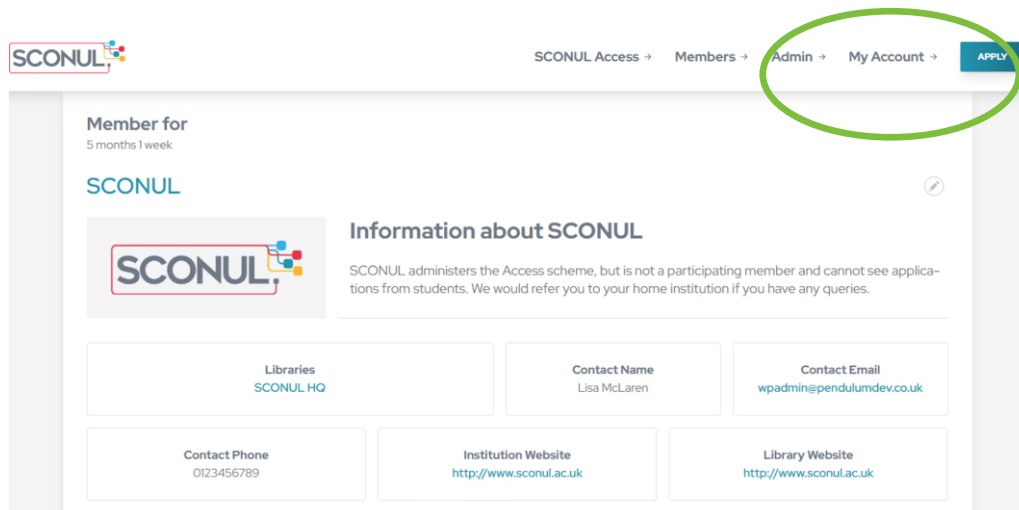 SCONUL
SCONUL Access → Members → Admin → My Account → APPLY
Member for
5 months 1 week
SCONUL
SCONUL
Information about SCONUL
SCONUL administers the Access scheme, but is not a participating member and cannot see applica-
tions from students. We would refer you to your home institution if you have any queries.
Libraries
SCONUL HQ
Contact Name
Lisa McLaren
Contact Email
wpadmin@pendulumdev.co.uk
Contact Phone
0123456789
Institution Website
http://www.sconul.ac.uk
Library Website
http://www.sconul.ac.uk